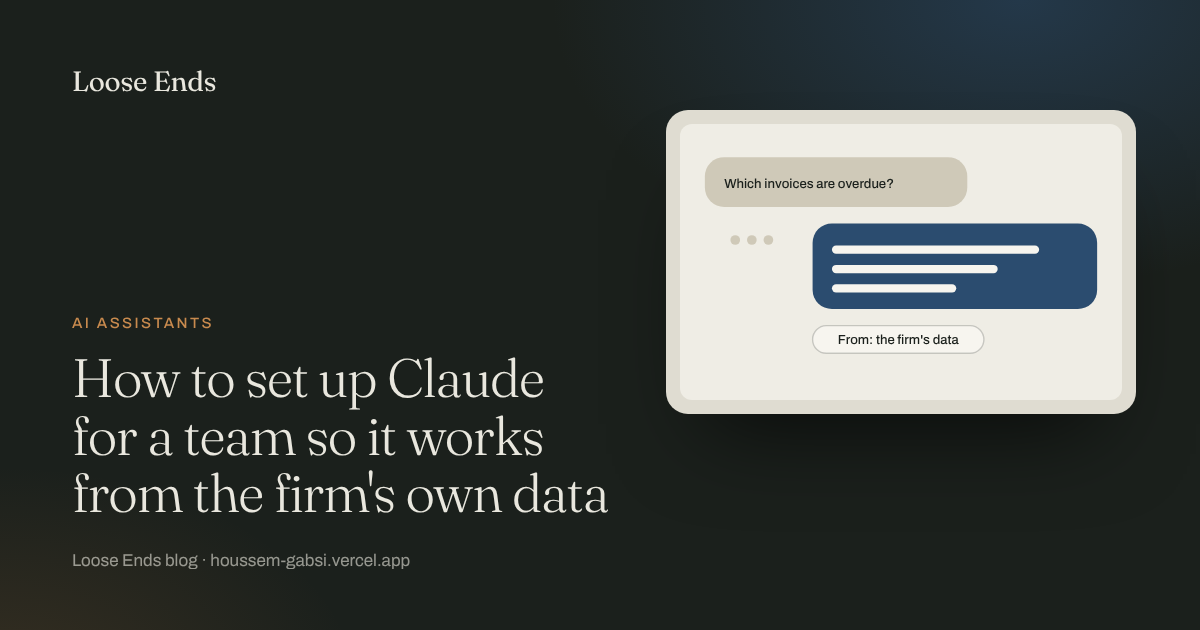 Loose Ends
Which invoices are overdue?
From: the firm's data
AI ASSISTANTS
How to set up Claude
for a team so it works
from the firm's own data
Loose Ends blog · houssem-gabsi.vercel.app